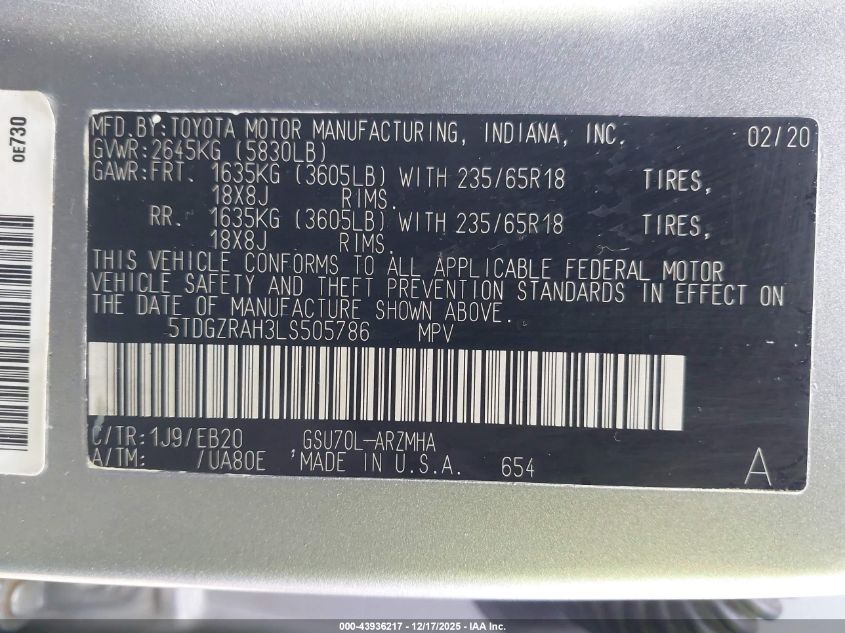 0E730
MFD.BY:TOYOTA MOTOR MANUFACTURING, INDIANA, INC. 02/20
GVWR:2645KG (5830LB)
GAWR:FRT. 1635KG (3605LB) WITH 235/65R18 TIRES,
18X8J RIMS.
RR. 1635KG (3605LB) WITH 235/65R18 TIRES,
18X8J RIMS.
THIS VEHICLE CONFORMS TO ALL APPLICABLE FEDERAL MOTOR
VEHICLE SAFETY AND THEFT PREVENTION STANDARDS IN EFFECT ON
THE DATE OF MANUFACTURE SHOWN ABOVE.
5TDGZRAH3LS505786 MPV
C/TR:1J9/EB20 GSU70L-ARZMHA
A/TM: /UA80E MADE IN U.S.A. 654 A
000-43936217 - 12/17/2025 - IAA Inc.